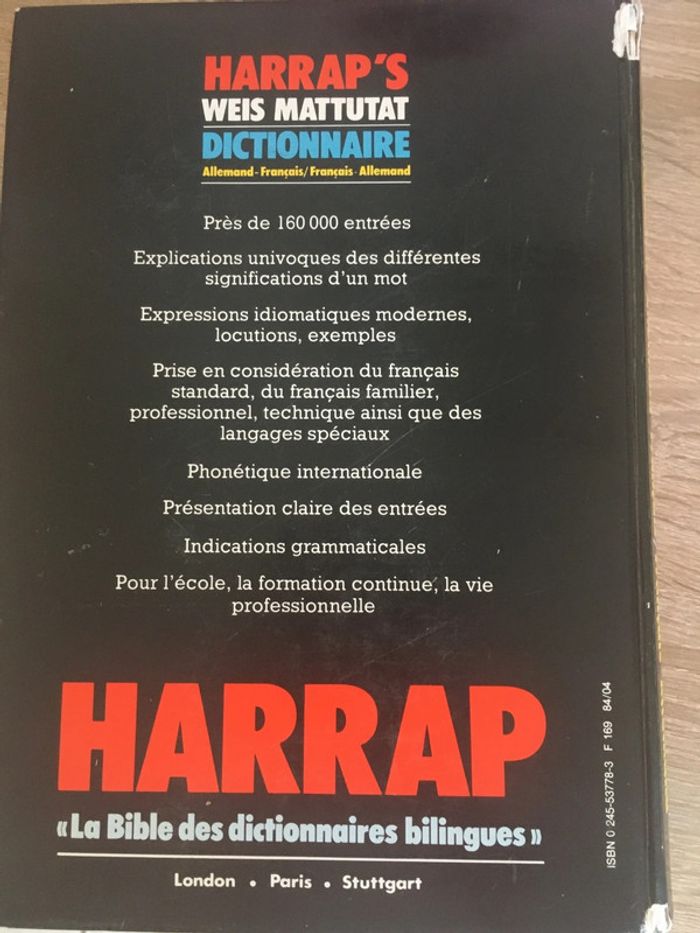 HARRAP'S
WEIS MATTUTAT
DICTIONNAIRE
Allemand-Français/Français-Allemand
Près de 160 000 entrées
Explications univoques des différentes
significations d'un mot
Expressions idiomatiques modernes,
locutions, exemples
Prise en considération du français
standard, du français familier,
professionnel, technique ainsi que des
langages spéciaux
Phonétique internationale
Présentation claire des entrées
Indications grammaticales
Pour l'école, la formation continue, la vie
professionnelle
HARRAP
«La Bible des dictionnaires bilingues»
London • Paris • Stuttgart
ISBN 0 245-53778-3 F 169 84/04